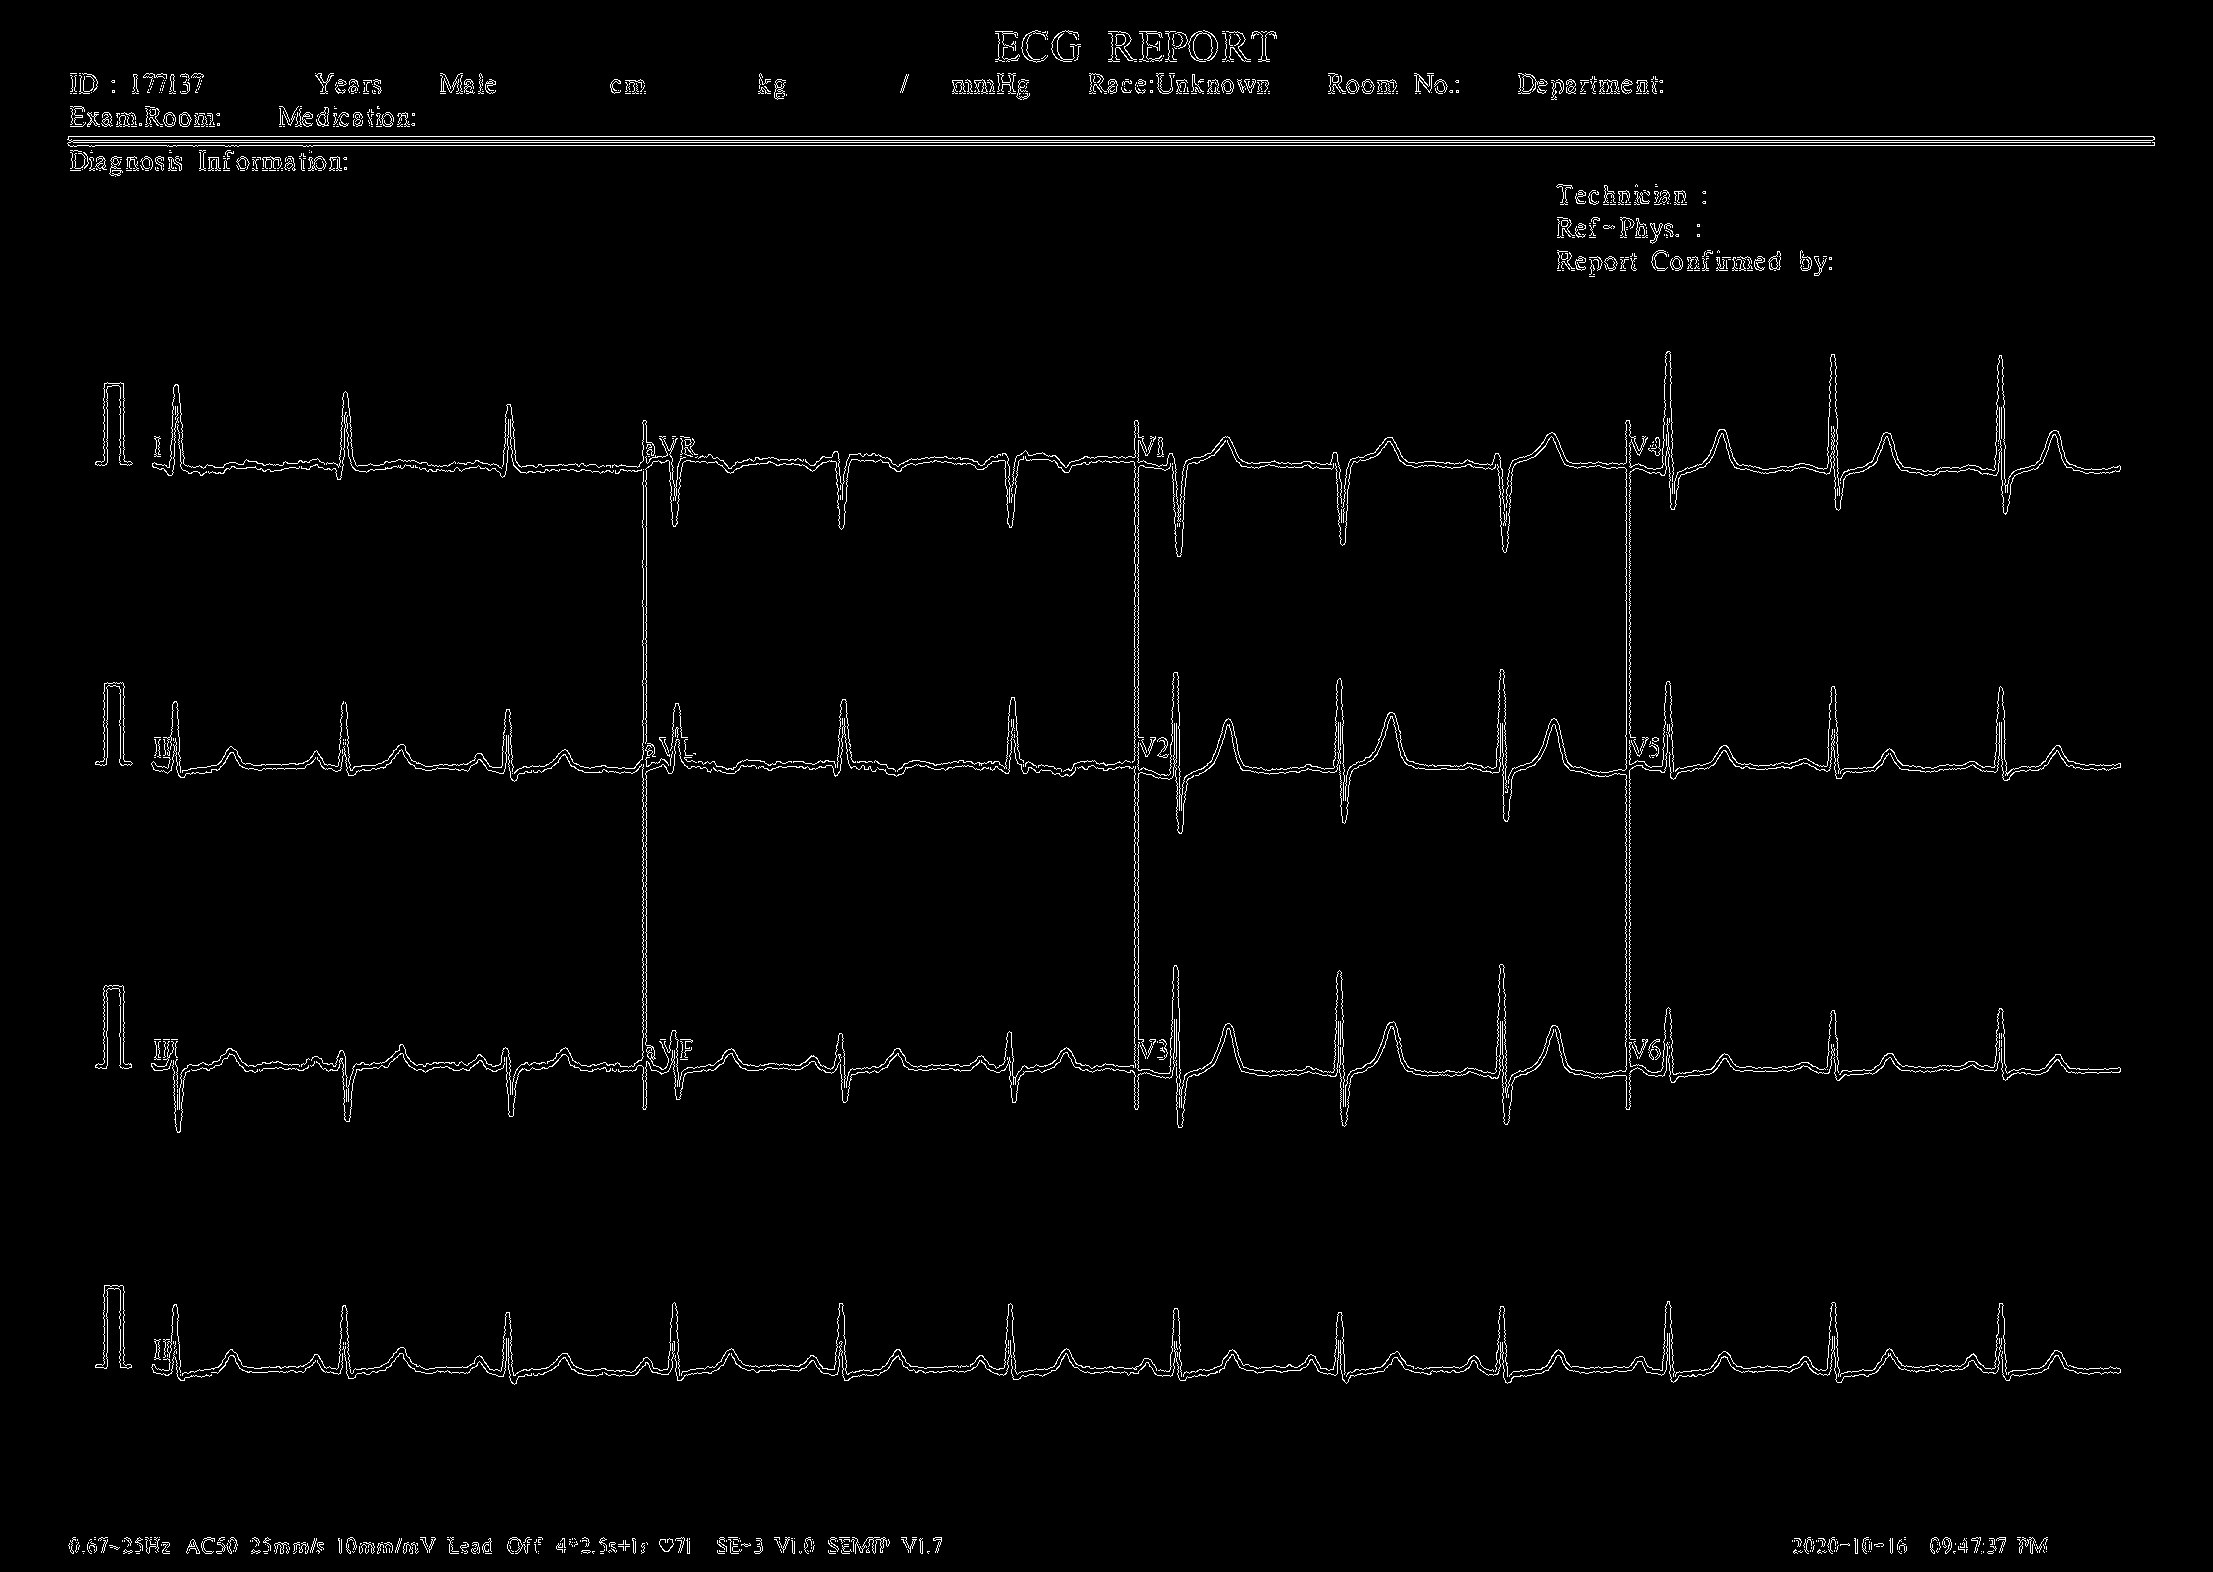 ECG REPORT
ID : 177137 Years Male cm kg / mmHg Race:Unknown Room No.: Department:
Exam.Room: Medication:
Diagnosis Information:
Technician :
Ref-Phys. :
Report Confirmed by:
I aVR V1 V4
II aVL V2 V5
III aVF V3 V6
II
0.67~25Hz AC50 25mm/s 10mm/mV Lead Off 4*2.5s+1r ♡71 SE-3 V1.0 SEMIP V1.7 2020-10-16 09:47:37 PM